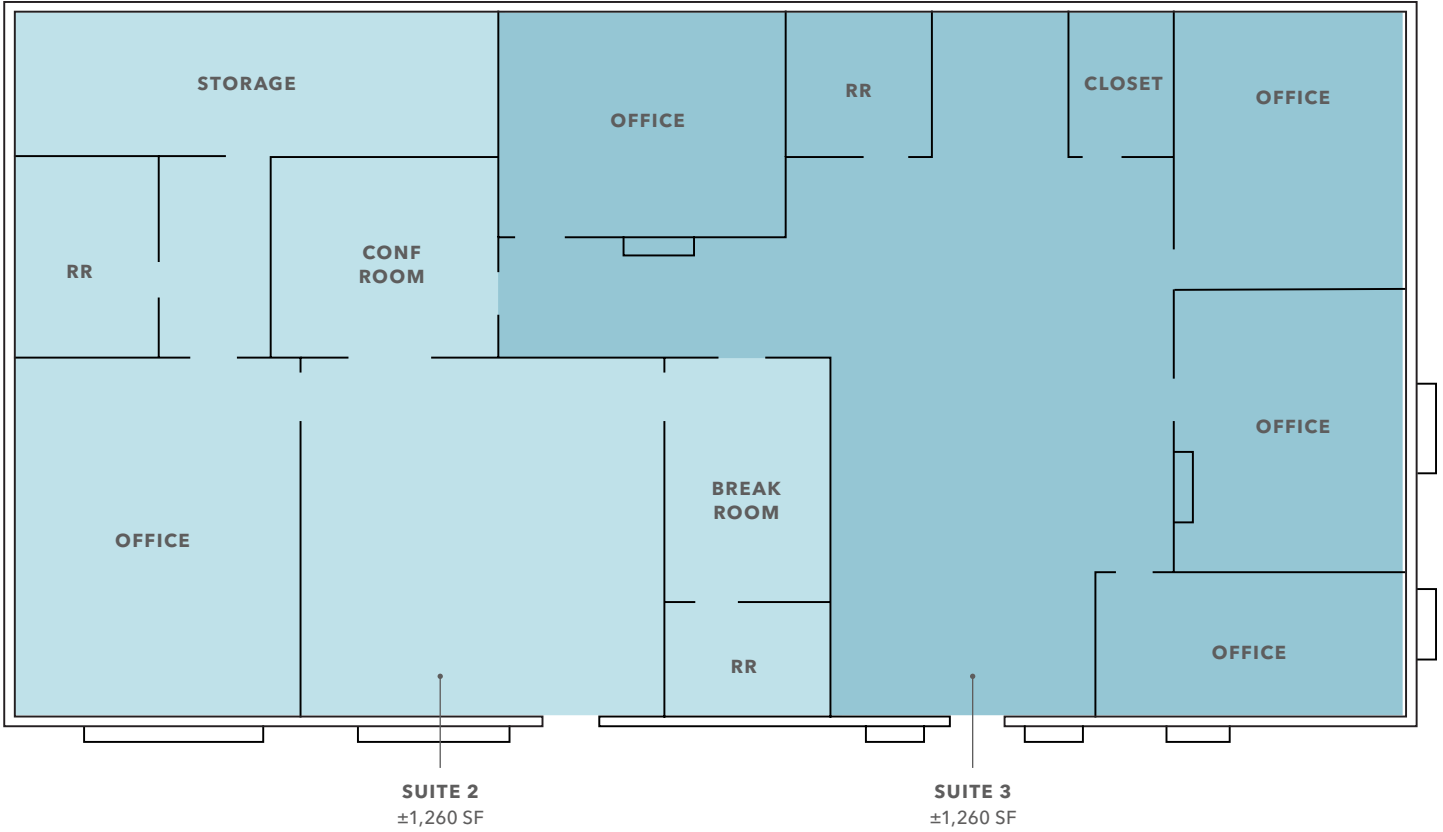 STORAGE
OFFICE
RR
CLOSET
OFFICE
RR
CONF
ROOM
OFFICE
BREAK
ROOM
OFFICE
RR
OFFICE
SUITE 2
±1,260 SF
SUITE 3
±1,260 SF